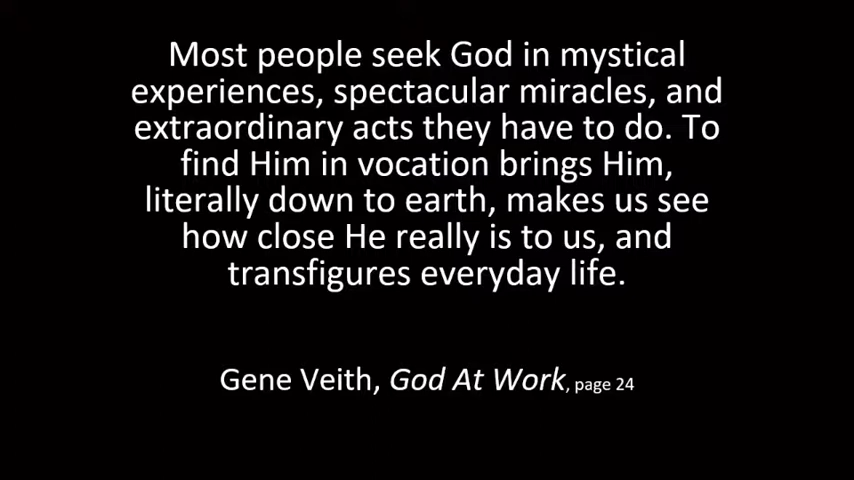 Most people seek God in mystical
experiences, spectacular miracles, and
extraordinary acts they have to do. To
find Him in vocation brings Him,
literally down to earth, makes us see
how close He really is to us, and
transfigures everyday life.
Gene Veith, God At Work, page 24